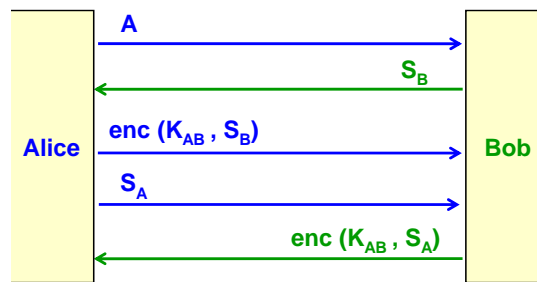 A
S_B
enc (K_AB , S_B)
Alice
Bob
S_A
enc (K_AB , S_A)